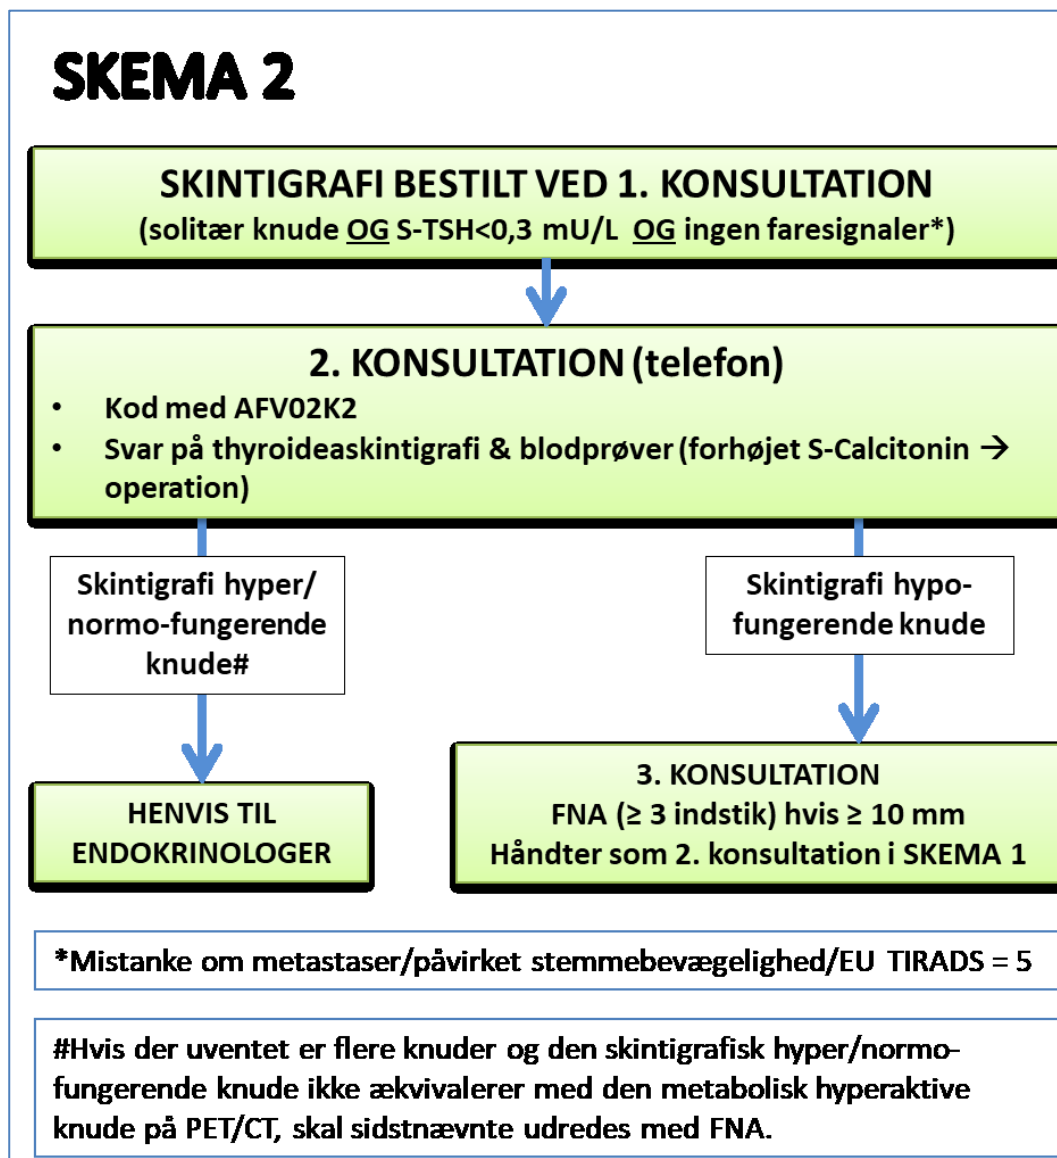 SKEMA 2
SKINTIGRAFI BESTILT VED 1. KONSULTATION
(solitær knude OG S-TSH<0,3 mU/L OG ingen faresignaler*)
2. KONSULTATION (telefon)
• Kod med AFV02K2
• Svar på thyroideaskintigrafi & blodprøver (forhøjet S-Calcitonin →
operation)
Skintigrafi hyper/
normo-fungerende
knude#
Skintigrafi hypo-
fungerende knude
HENVIS TIL
ENDOKRINOLOGER
3. KONSULTATION
FNA (≥ 3 indstik) hvis ≥ 10 mm
Håndter som 2. konsultation i SKEMA 1
*Mistanke om metastaser/påvirket stemmebevægelighed/EU TIRADS = 5
#Hvis der uventet er flere knuder og den skintigrafisk hyper/normo-
fungerende knude ikke ækvivalerer med den metabolisk hyperaktive
knude på PET/CT, skal sidstnævnte udredes med FNA.